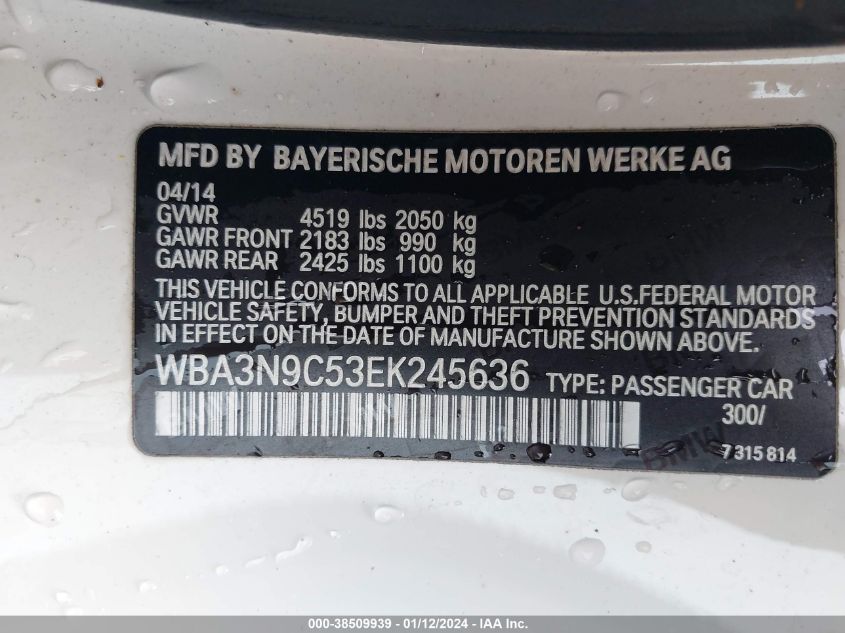 MFD BY BAYERISCHE MOTOREN WERKE AG
04/14
GVWR 4519 lbs 2050 kg
GAWR FRONT 2183 lbs 990 kg
GAWR REAR 2425 lbs 1100 kg
THIS VEHICLE CONFORMS TO ALL APPLICABLE U.S.FEDERAL MOTOR
VEHICLE SAFETY, BUMPER AND THEFT PREVENTION STANDARDS
IN EFFECT ON THE DATE OF MANUFACTURE SHOWN ABOVE.
WBA3N9C53EK245636 TYPE: PASSENGER CAR
300/
7315814
BMW
000-38509939 - 01/12/2024 - IAA Inc.